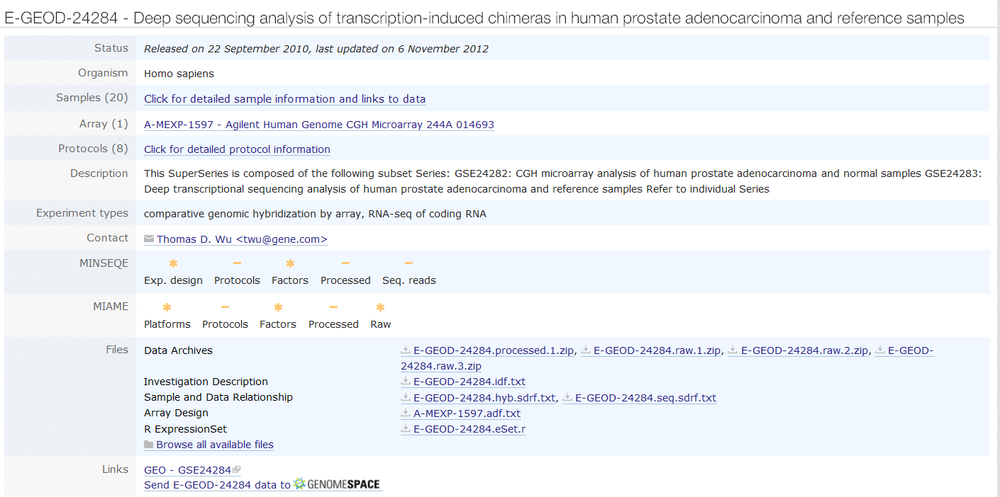 E-GEOD-24284 - Deep sequencing analysis of transcription-induced chimeras in human prostate adenocarcinoma and reference samples
Status Released on 22 September 2010, last updated on 6 November 2012
Organism Homo sapiens
Samples (20) Click for detailed sample information and links to data
Array (1) A-MEXP-1597 - Agilent Human Genome CGH Microarray 244A 014693
Protocols (8) Click for detailed protocol information
Description This SuperSeries is composed of the following subset Series: GSE24282: CGH microarray analysis of human prostate adenocarcinoma and normal samples GSE24283:
Deep transcriptional sequencing analysis of human prostate adenocarcinoma and reference samples Refer to individual Series
Experiment types comparative genomic hybridization by array, RNA-seq of coding RNA
Contact Thomas D. Wu <twu@gene.com>
MINSEQE * - * - -
Exp. design Protocols Factors Processed Seq. reads
MIAME * - * - *
Platforms Protocols Factors Processed Raw
Files Data Archives E-GEOD-24284.processed.1.zip, E-GEOD-24284.raw.1.zip, E-GEOD-24284.raw.2.zip, E-GEOD-
24284.raw.3.zip
Investigation Description E-GEOD-24284.idf.txt
Sample and Data Relationship E-GEOD-24284.hyb.sdrf.txt, E-GEOD-24284.seq.sdrf.txt
Array Design A-MEXP-1597.adf.txt
R ExpressionSet E-GEOD-24284.eSet.r
Browse all available files
Links GEO - GSE24284
Send E-GEOD-24284 data to GENOMESPACE